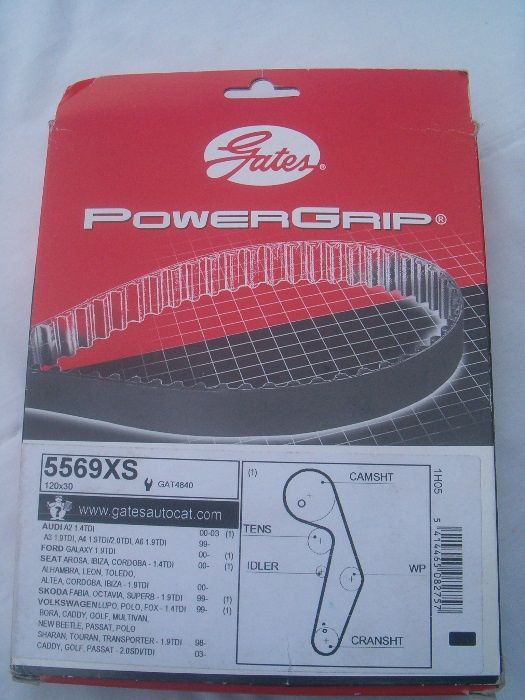 Gates®
POWERGRIP®
5569XS
120x30 GAT4840
www.gatesautocat.com
AUDI A2 1.4TDI 00-03 (1)
A3 1.9TDI, A4 1.9TDI/2.0TDI, A6 1.9TDI 99-
FORD GALAXY 1.9TDI 00- (1)
SEAT AROSA, IBIZA, CORDOBA - 1.4TDI 00- (1)
ALHAMBRA, LEON, TOLEDO,
ALTEA, CORDOBA, IBIZA - 1.9TDI 00-
SKODA FABIA, OCTAVIA, SUPERB - 1.9TDI 99- (1)
VOLKSWAGEN LUPO, POLO, FOX - 1.4TDI 99- (1)
BORA, CADDY, GOLF, MULTIVAN,
NEW BEETLE, PASSAT, POLO
SHARAN, TOURAN, TRANSPORTER - 1.9TDI 98-
CADDY, GOLF, PASSAT - 2.0SDI/TDI 03-
(1)
CAMSHT
TENS
IDLER
WP
CRANSHT
1H05